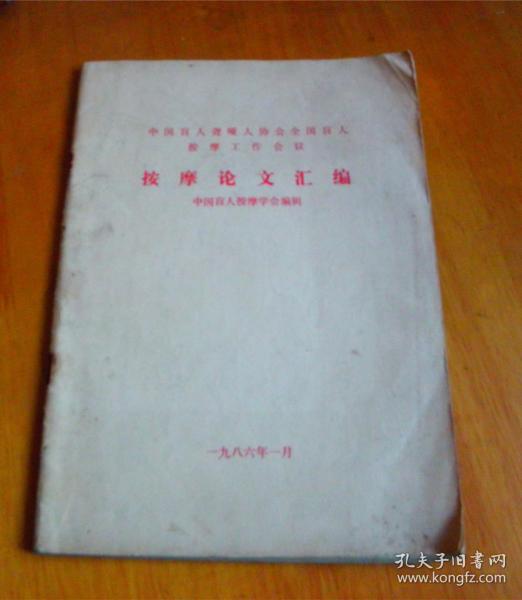 中国盲人聋哑人协会全国盲人
按摩工作会议
按摩论文汇编
中国盲人按摩学会编辑
一九八六年一月
孔夫子旧书网
www.kongfz.com